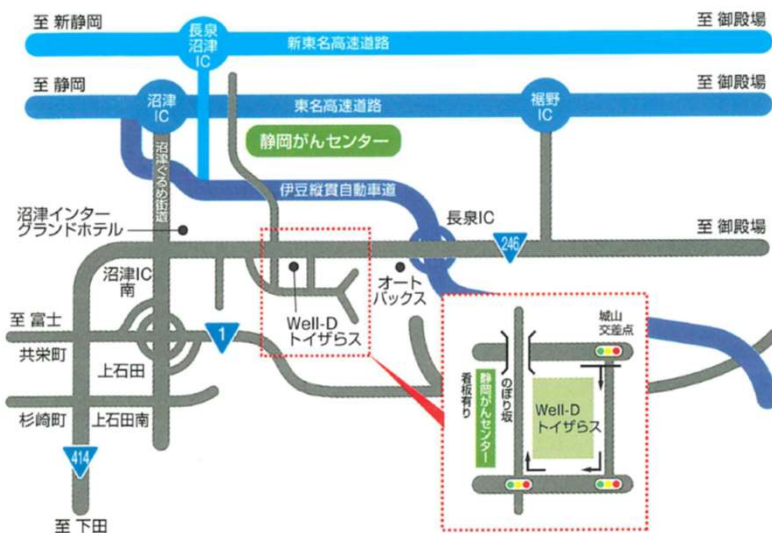 至 新静岡
長泉
沼津
IC
新東名高速道路
至 御殿場
至 静岡
沼津
IC
東名高速道路
裾野
IC
至 御殿場
静岡がんセンター
沼津ぐるめ街道
伊豆縦貫自動車道
沼津インター
グランドホテル
長泉IC
246
至 御殿場
沼津IC
南
オート
バックス
Well-D
トイザらス
至 富士
1
共栄町
上石田
杉崎町
上石田南
414
至 下田
城山
交差点
静岡がんセンター
看板有り
のぼり坂
Well-D
トイザらス